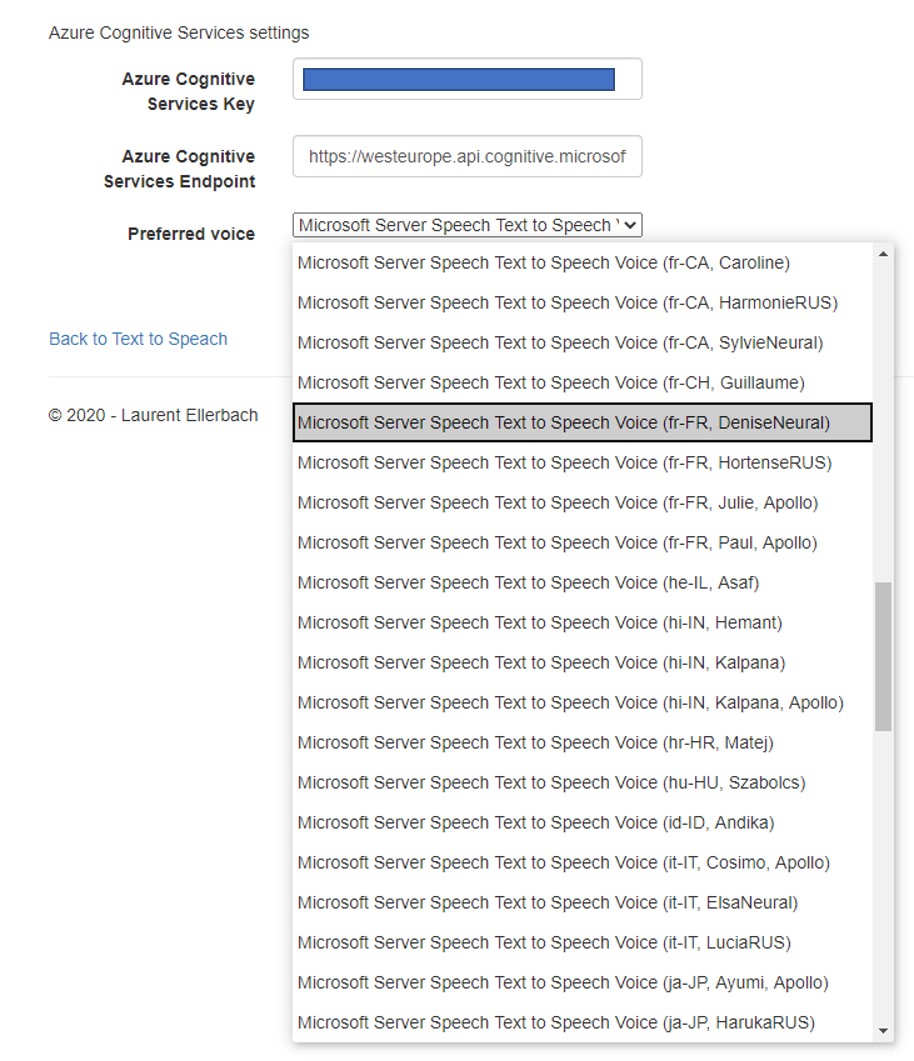 Azure Cognitive Services settings
Azure Cognitive
Services Key
Azure Cognitive
Services Endpoint
https://westeurope.api.cognitive.microsof
Preferred voice
Microsoft Server Speech Text to Speech
Microsoft Server Speech Text to Speech Voice (fr-CA, Caroline)
Microsoft Server Speech Text to Speech Voice (fr-CA, HarmonieRUS)
Microsoft Server Speech Text to Speech Voice (fr-CA, SylvieNeural)
Microsoft Server Speech Text to Speech Voice (fr-CH, Guillaume)
Microsoft Server Speech Text to Speech Voice (fr-FR, DeniseNeural)
Microsoft Server Speech Text to Speech Voice (fr-FR, HortenseRUS)
Microsoft Server Speech Text to Speech Voice (fr-FR, Julie, Apollo)
Microsoft Server Speech Text to Speech Voice (fr-FR, Paul, Apollo)
Microsoft Server Speech Text to Speech Voice (he-IL, Asaf)
Microsoft Server Speech Text to Speech Voice (hi-IN, Hemant)
Microsoft Server Speech Text to Speech Voice (hi-IN, Kalpana)
Microsoft Server Speech Text to Speech Voice (hi-IN, Kalpana, Apollo)
Microsoft Server Speech Text to Speech Voice (hr-HR, Matej)
Microsoft Server Speech Text to Speech Voice (hu-HU, Szabolcs)
Microsoft Server Speech Text to Speech Voice (id-ID, Andika)
Microsoft Server Speech Text to Speech Voice (it-IT, Cosimo, Apollo)
Microsoft Server Speech Text to Speech Voice (it-IT, ElsaNeural)
Microsoft Server Speech Text to Speech Voice (it-IT, LuciaRUS)
Microsoft Server Speech Text to Speech Voice (ja-JP, Ayumi, Apollo)
Microsoft Server Speech Text to Speech Voice (ja-JP, HarukaRUS)
Back to Text to Speach
© 2020 - Laurent Ellerbach